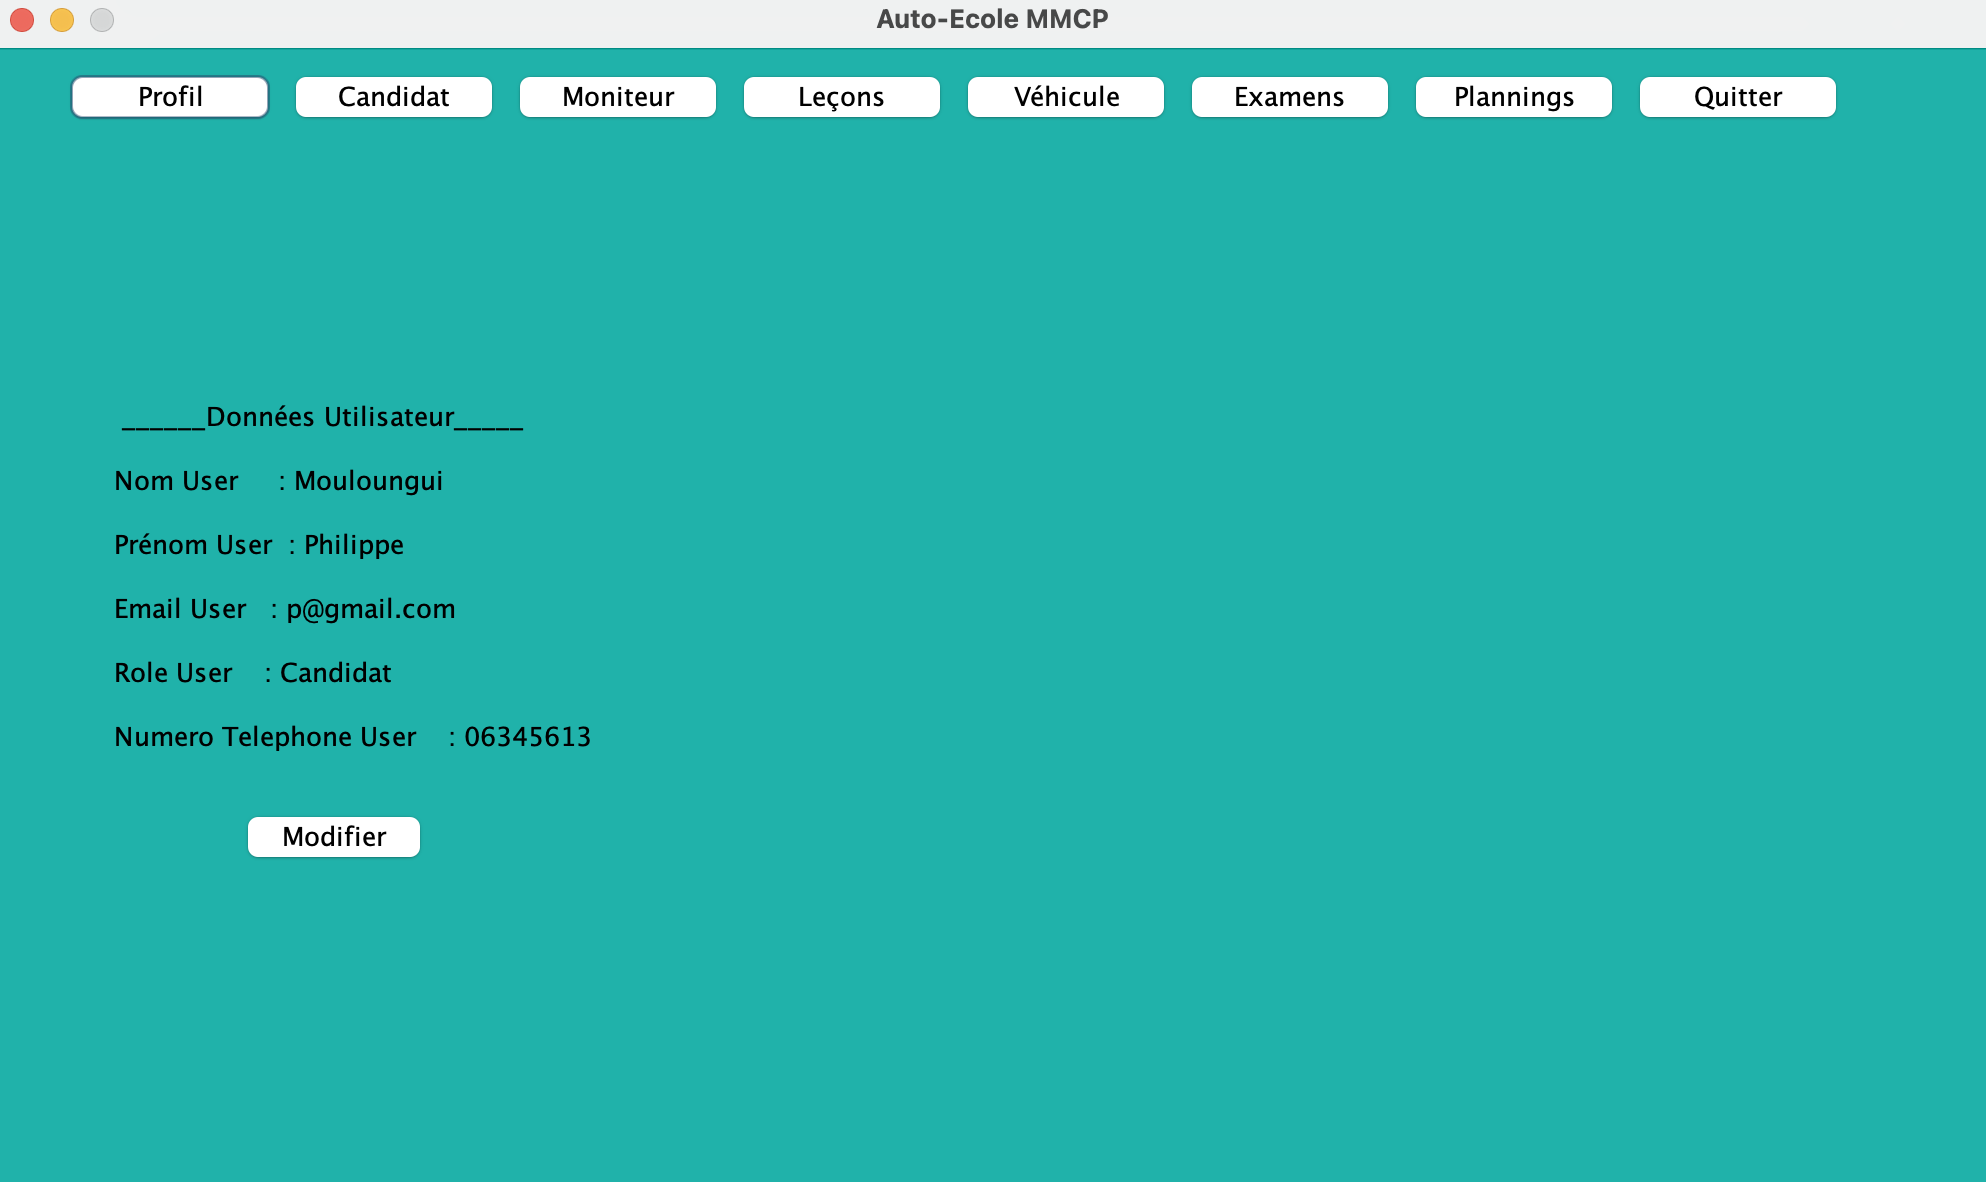 Auto-Ecole MMCP
Profil Candidat Moniteur Leçons Véhicule Examens Plannings Quitter
______Données Utilisateur_____
Nom User : Mouloungui
Prénom User : Philippe
Email User : p@gmail.com
Role User : Candidat
Numero Telephone User : 06345613
Modifier